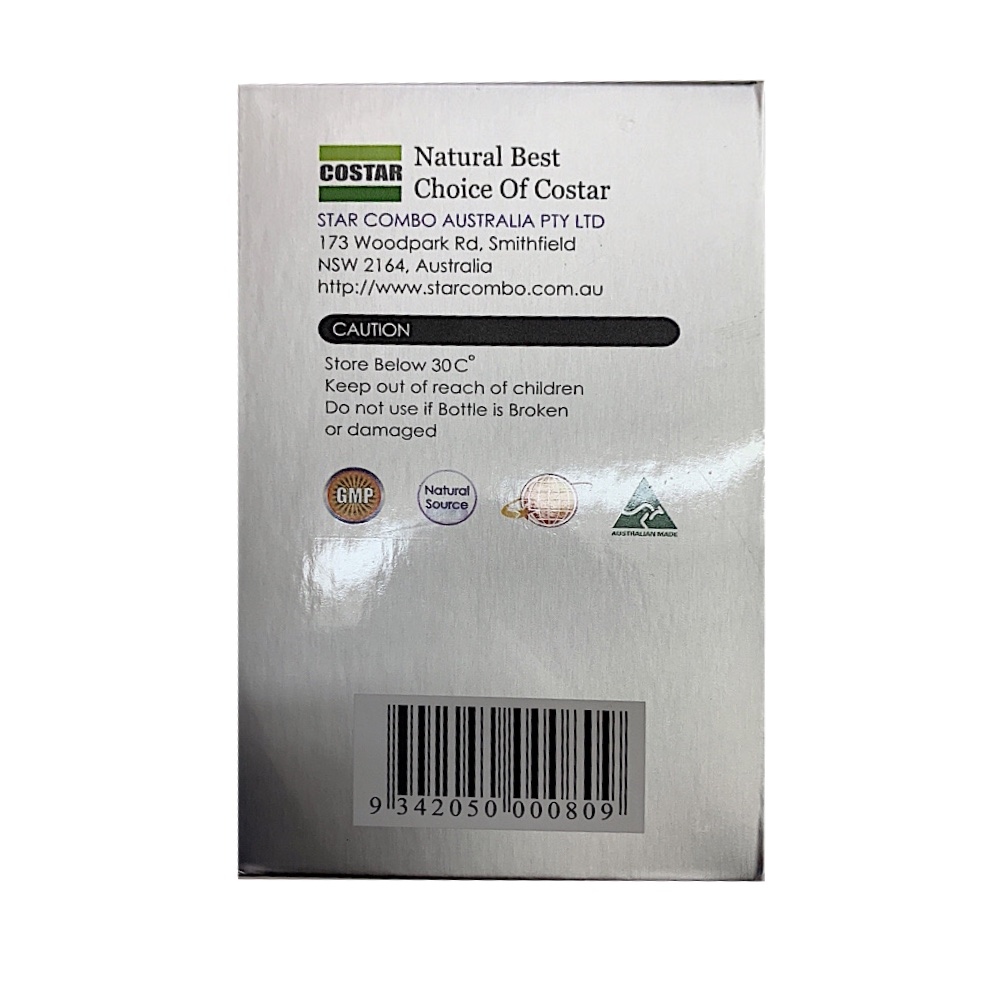 COSTAR
Natural Best
Choice Of Costar
STAR COMBO AUSTRALIA PTY LTD
173 Woodpark Rd, Smithfield
NSW 2164, Australia
http://www.starcombo.com.au
CAUTION
Store Below 30C°
Keep out of reach of children
Do not use if Bottle is Broken
or damaged
GMP
Natural
Source
AUSTRALIAN MADE
9 342050 000809